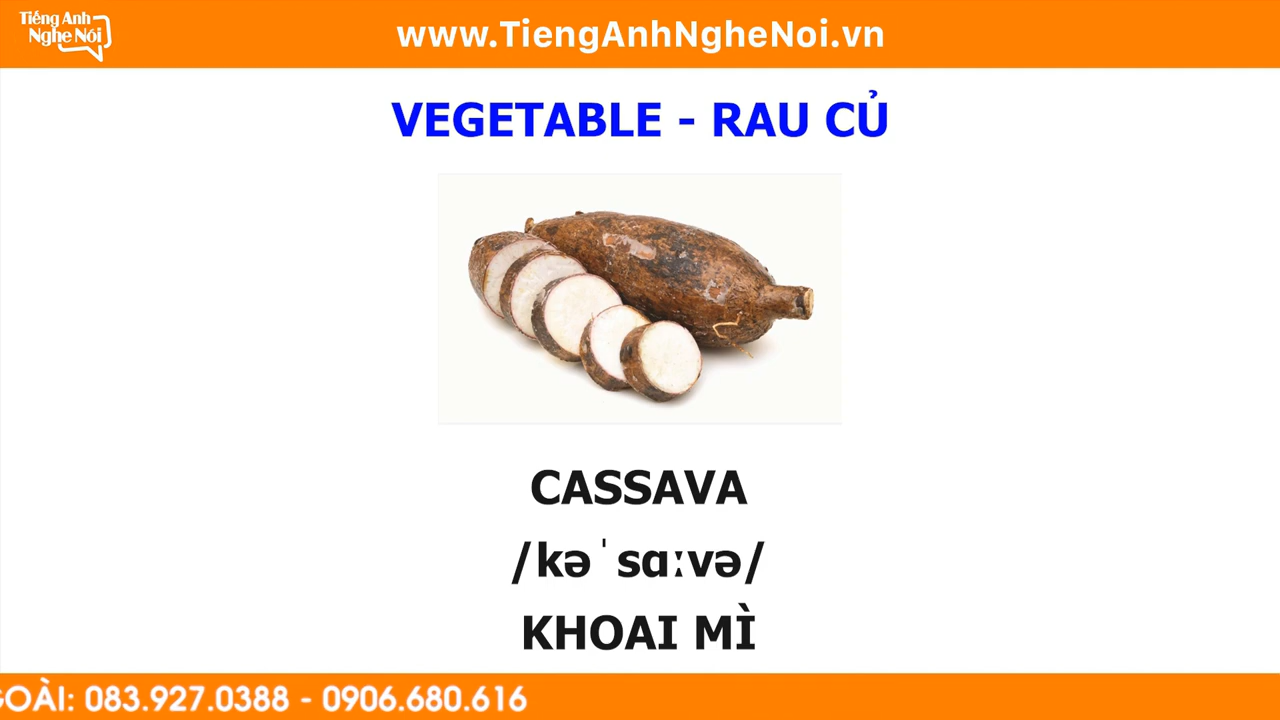 Tiếng Anh
Nghe Nói
www.TiengAnhNgheNoi.vn
VEGETABLE - RAU CỦ
CASSAVA
/kəˈsɑːvə/
KHOAI MÌ
GOÀI: 083.927.0388 - 0906.680.616